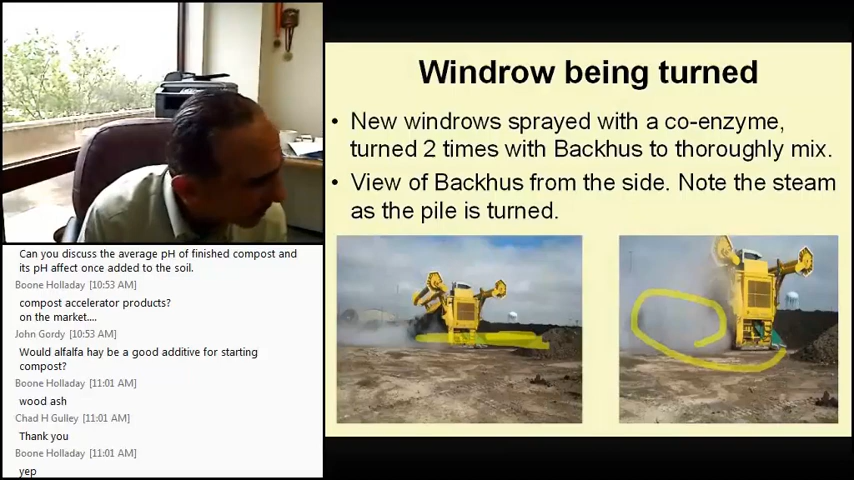 Can you discuss the average pH of finished compost and
its pH affect once added to the soil.
Boone Holladay [10:53 AM]
compost accelerator products?
on the market....
John Gordy [10:53 AM]
Would alfalfa hay be a good additive for starting
compost?
Boone Holladay [11:01 AM]
wood ash
Chad H Gulley [11:01 AM]
Thank you
Boone Holladay [11:01 AM]
yep
Windrow being turned
• New windrows sprayed with a co-enzyme,
turned 2 times with Backhus to thoroughly mix.
• View of Backhus from the side. Note the steam
as the pile is turned.